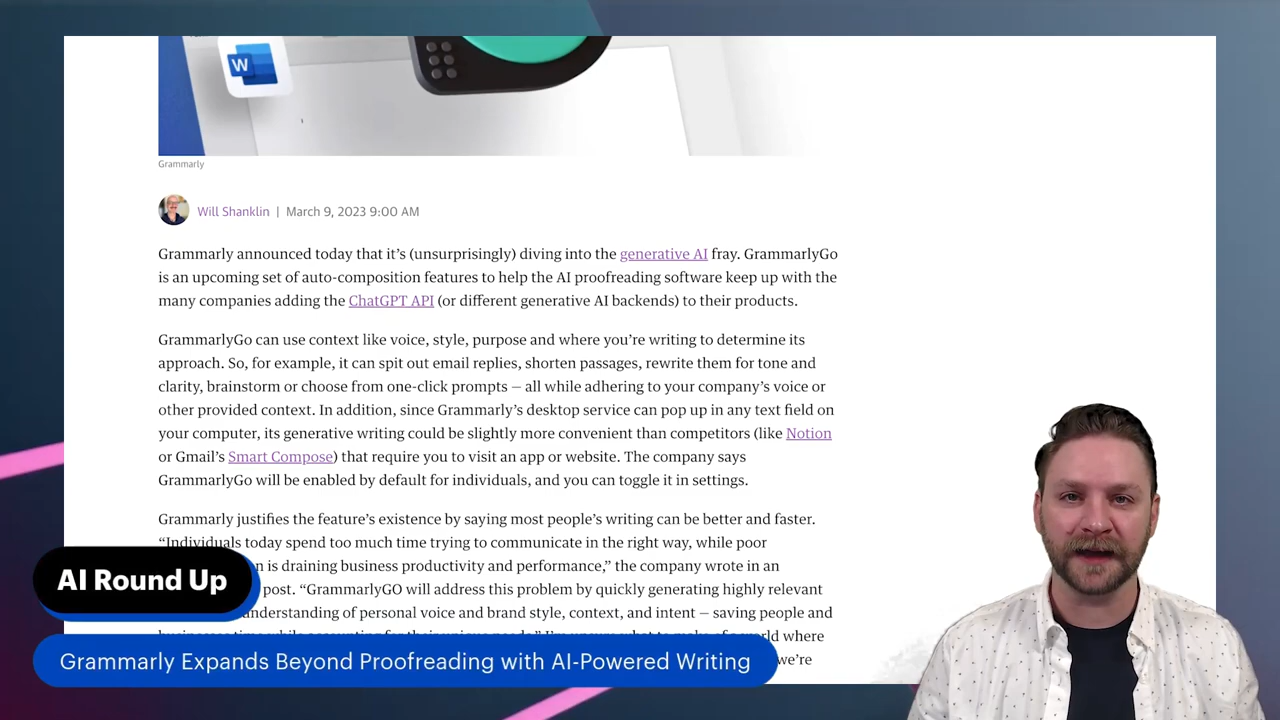 W
Grammarly
Will Shanklin | March 9, 2023 9:00 AM
Grammarly announced today that it's (unsurprisingly) diving into the generative AI fray. GrammarlyGo
is an upcoming set of auto-composition features to help the AI proofreading software keep up with the
many companies adding the ChatGPT API (or different generative AI backends) to their products.
GrammarlyGo can use context like voice, style, purpose and where you're writing to determine its
approach. So, for example, it can spit out email replies, shorten passages, rewrite them for tone and
clarity, brainstorm or choose from one-click prompts — all while adhering to your company's voice or
other provided context. In addition, since Grammarly's desktop service can pop up in any text field on
your computer, its generative writing could be slightly more convenient than competitors (like Notion
or Gmail's Smart Compose) that require you to visit an app or website. The company says
GrammarlyGo will be enabled by default for individuals, and you can toggle it in settings.
Grammarly justifies the feature's existence by saying most people's writing can be better and faster.
“Individuals today spend too much time trying to communicate in the right way, while poor
is draining business productivity and performance,” the company wrote in an
post. “GrammarlyGO will address this problem by quickly generating highly relevant
understanding of personal voice and brand style, context, and intent — saving people and
where
we're
AI Round Up
Grammarly Expands Beyond Proofreading with AI-Powered Writing